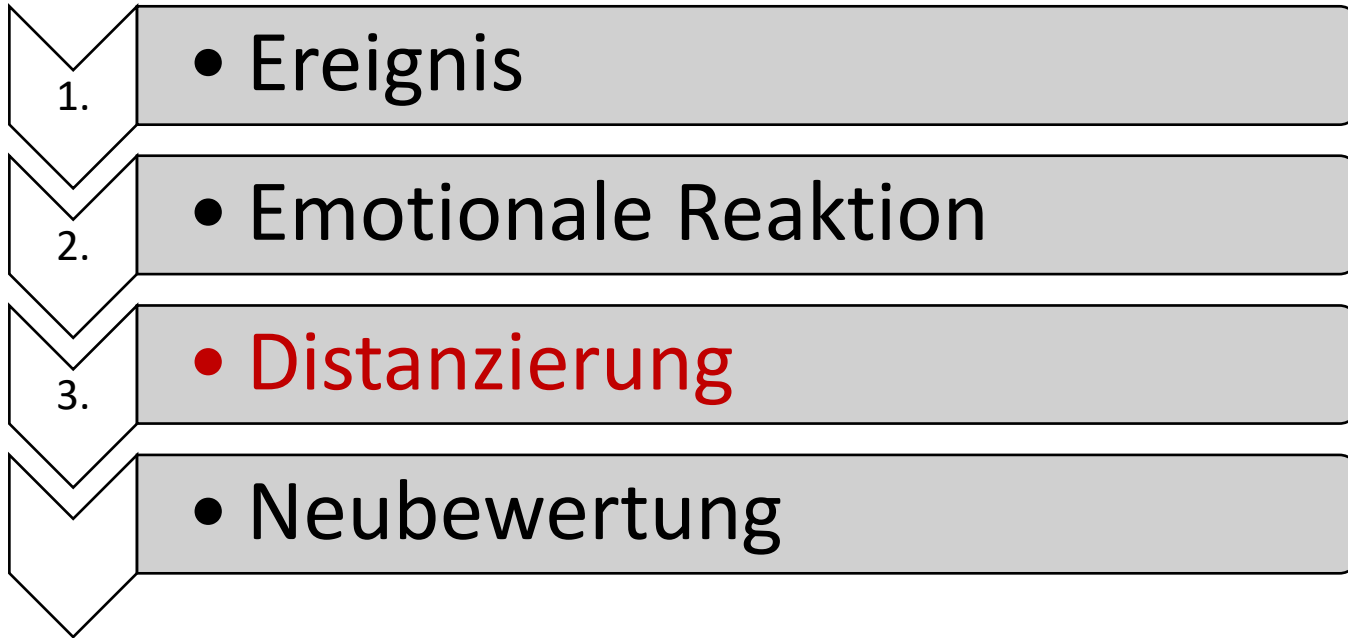 1.
• Ereignis
2.
• Emotionale Reaktion
3.
• Distanzierung
• Neubewertung